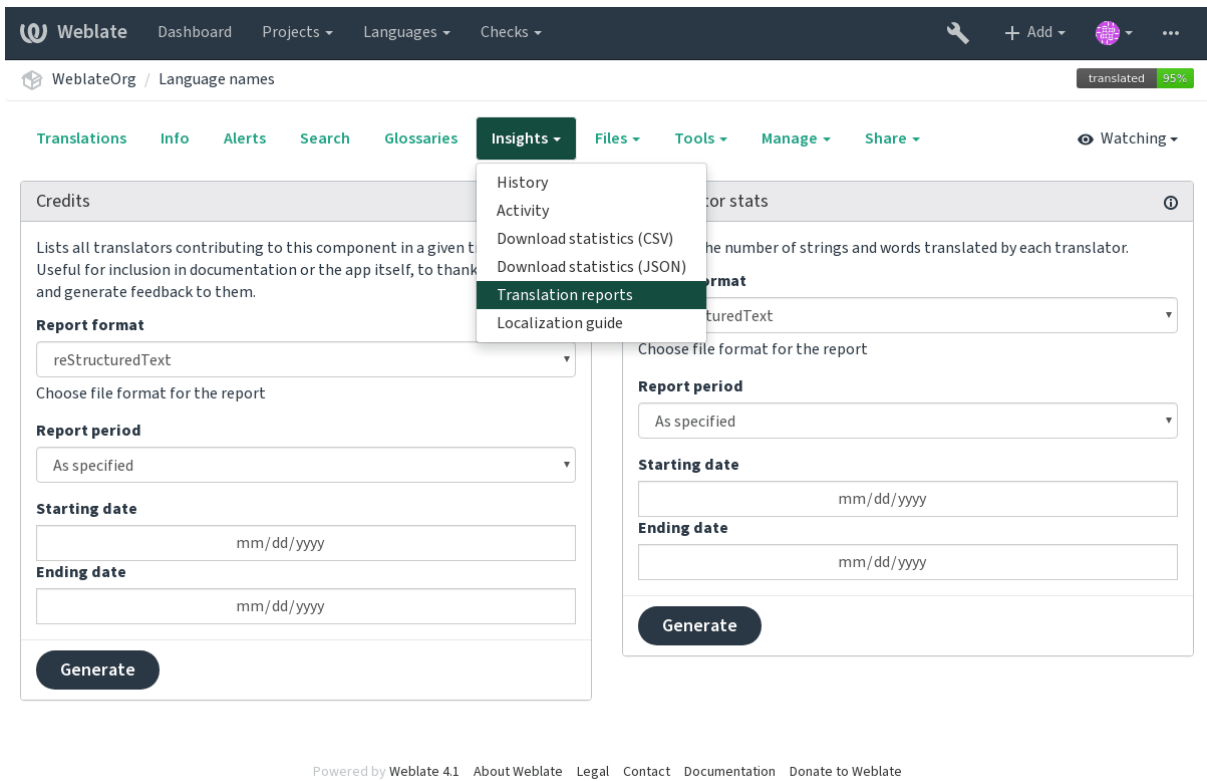 Weblate Dashboard Projects Languages Checks + Add
WeblateOrg / Language names translated 95%
Translations Info Alerts Search Glossaries Insights Files Tools Manage Share Watching
History
Activity
Download statistics (CSV)
Download statistics (JSON)
Translation reports
Localization guide
Credits
Lists all translators contributing to this component in a given
Useful for inclusion in documentation or the app itself, to thank
and generate feedback to them.
Report format
reStructuredText
Choose file format for the report
Report period
As specified
Starting date
mm/dd/yyyy
Ending date
mm/dd/yyyy
Generate
stats
number of strings and words translated by each translator.
Choose file format for the report
Report period
As specified
Starting date
mm/dd/yyyy
Ending date
mm/dd/yyyy
Generate
Powered by Weblate 4.1 About Weblate Legal Contact Documentation Donate to Weblate